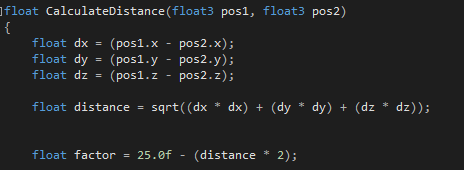 float CalculateDistance(float3 pos1, float3 pos2)
{
    float dx = (pos1.x - pos2.x);
    float dy = (pos1.y - pos2.y);
    float dz = (pos1.z - pos2.z);

    float distance = sqrt((dx * dx) + (dy * dy) + (dz * dz));


    float factor = 25.0f - (distance * 2);